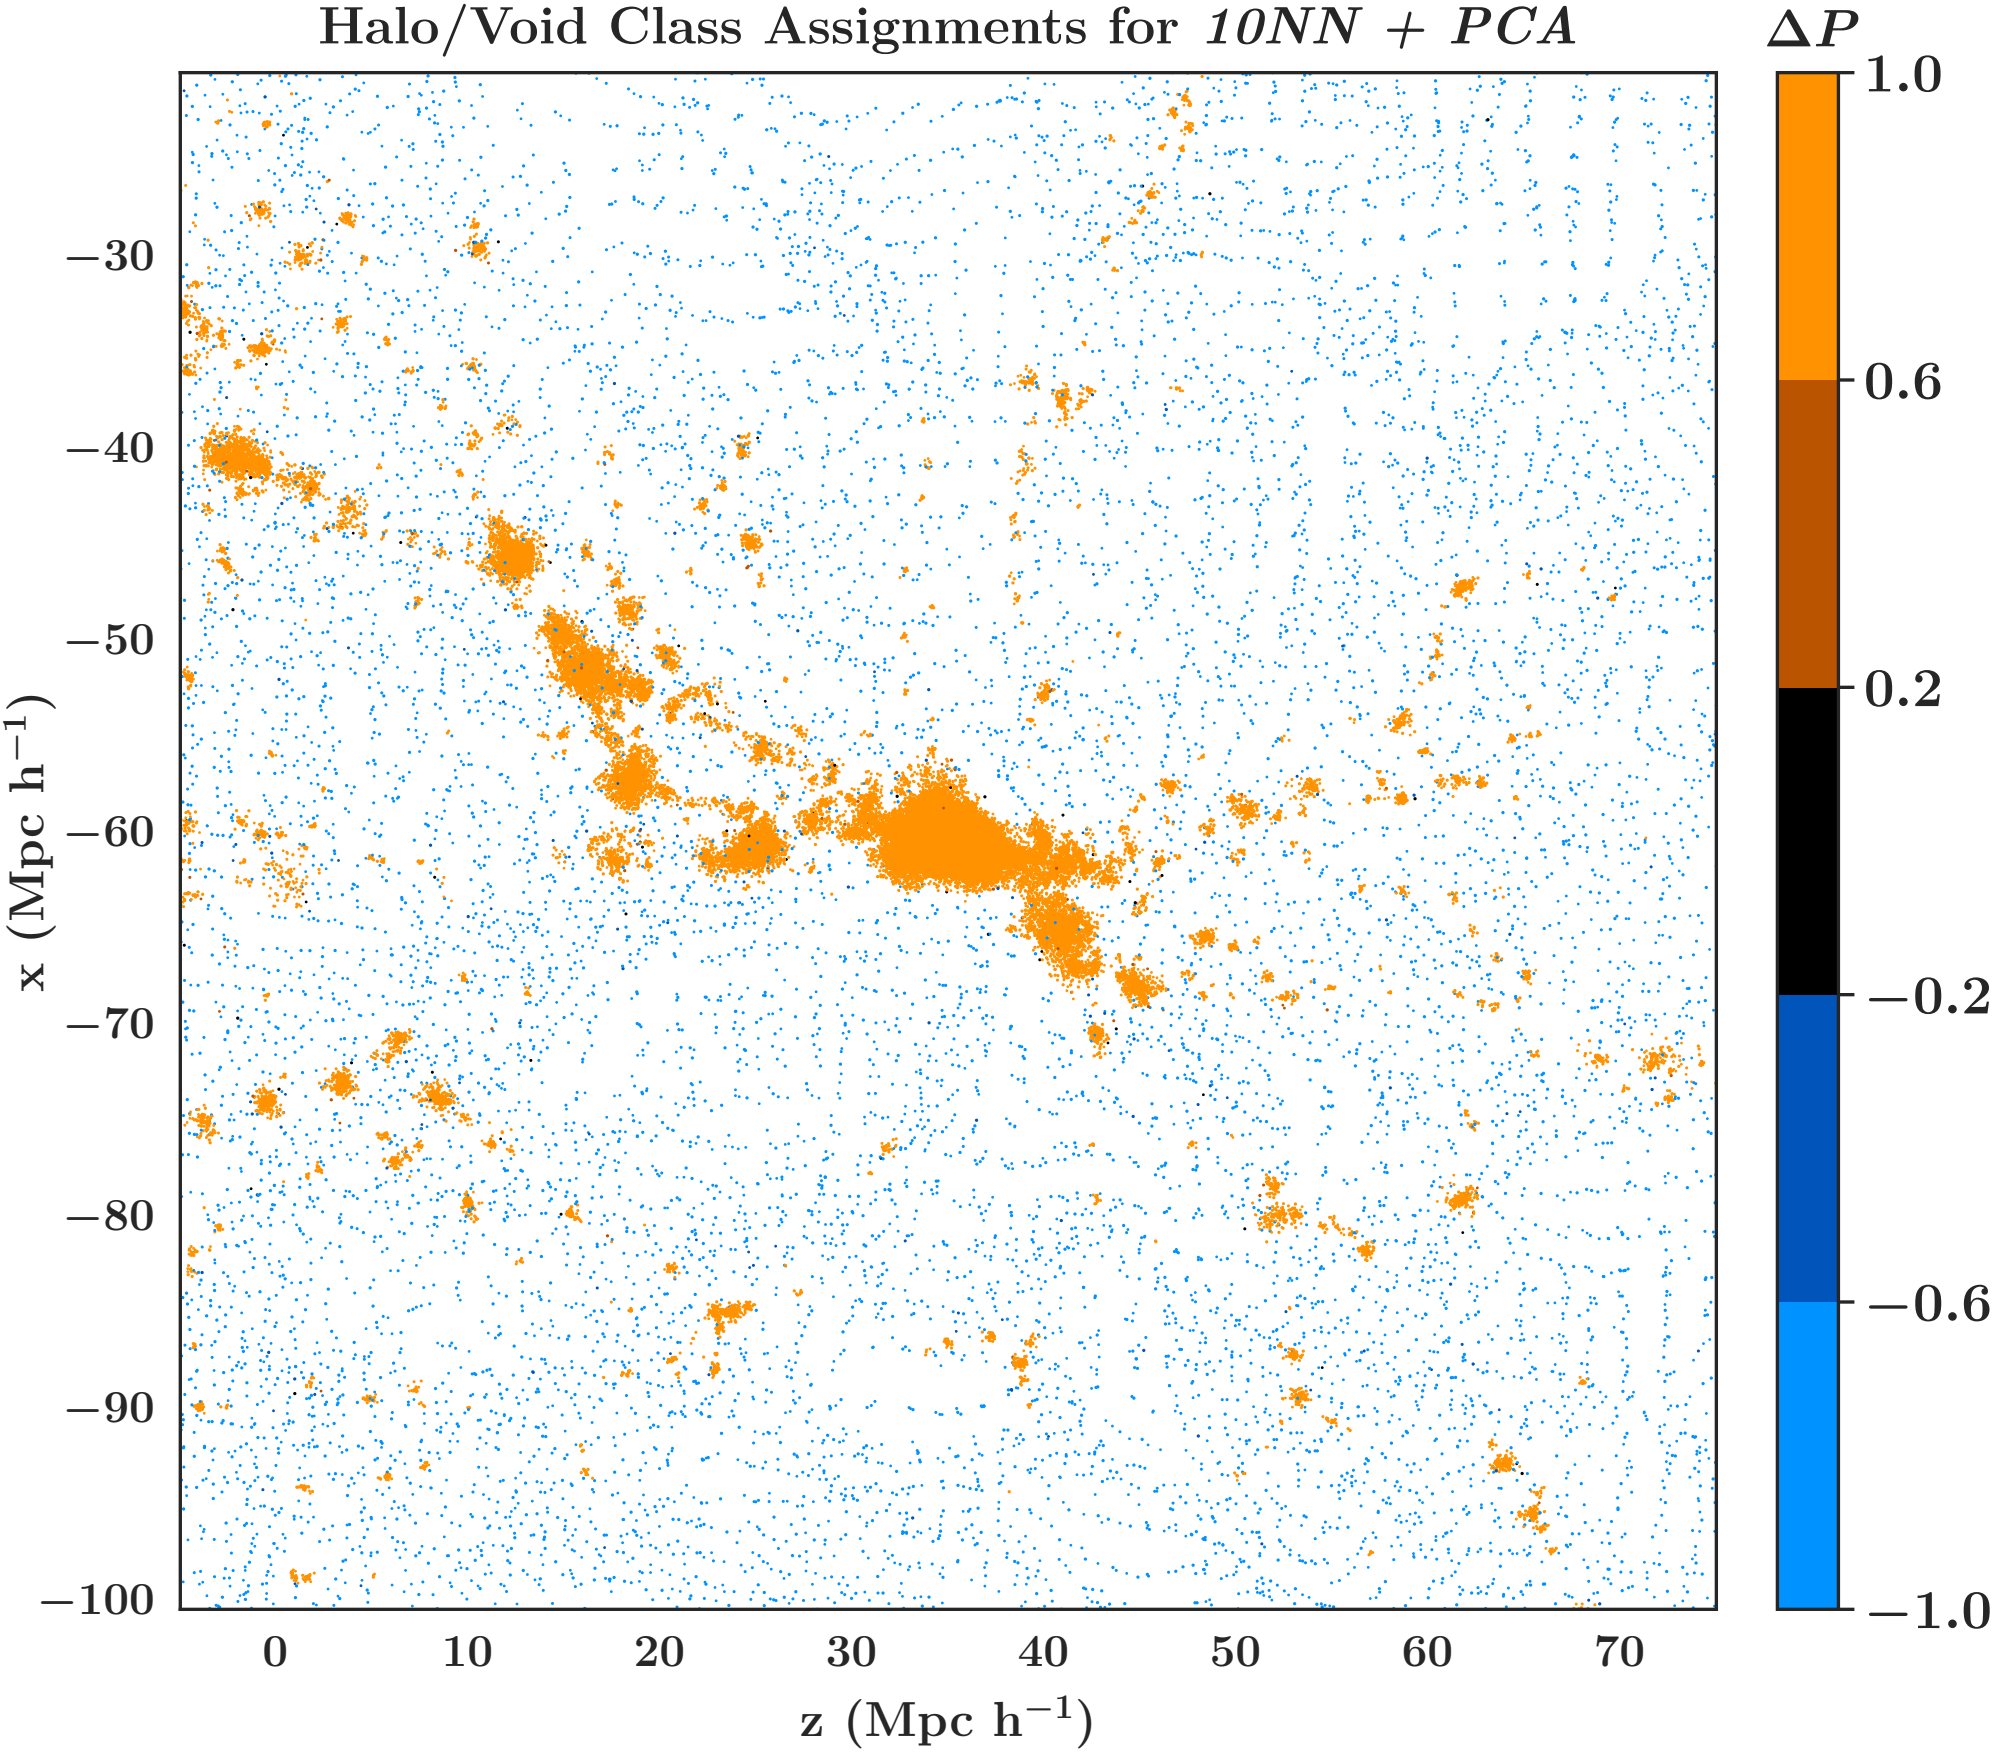 Halo/Void Class Assignments for 10NN + PCA
ΔP
1.0
0.6
0.2
−0.2
−0.6
−1.0
x (Mpc h⁻¹)
−30
−40
−50
−60
−70
−80
−90
−100
0 10 20 30 40 50 60 70
z (Mpc h⁻¹)